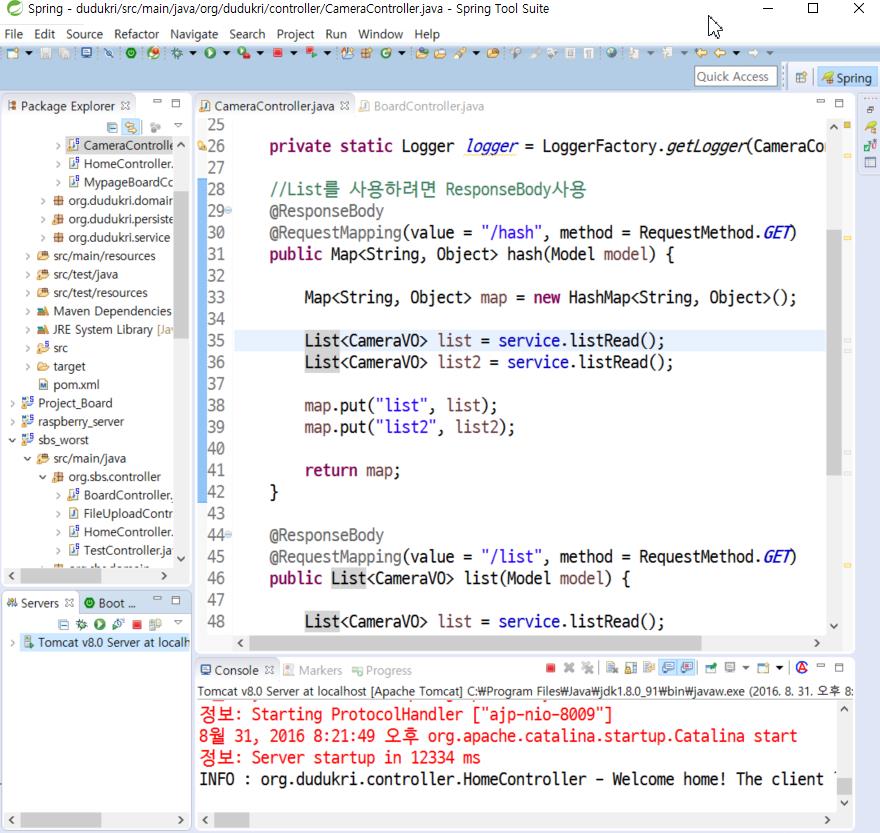 Spring - dudukri/src/main/java/org/dudukri/controller/CameraController.java - Spring Tool Suite
File Edit Source Refactor Navigate Search Project Run Window Help
Quick Access
Spring
Package Explorer
CameraControlle
HomeController.
MypageBoardCo
org.dudukri.domain
org.dudukri.persiste
org.dudukri.service
src/main/resources
src/test/java
src/test/resources
Maven Dependencies
JRE System Library [Jav
src
target
pom.xml
Project_Board
raspberry_server
sbs_worst
src/main/java
org.sbs.controller
BoardController.
FileUploadContr
HomeController.
TestController.ja
Servers
Boot ...
Tomcat v8.0 Server at localh
CameraController.java
BoardController.java
25
26 private static Logger logger = LoggerFactory.getLogger(CameraCo
27
28 //List를 사용하려면 ResponseBody사용
29 @ResponseBody
30 @RequestMapping(value = "/hash", method = RequestMethod.GET)
31 public Map<String, Object> hash(Model model) {
32
33 Map<String, Object> map = new HashMap<String, Object>();
34
35 List<CameraVO> list = service.listRead();
36 List<CameraVO> list2 = service.listRead();
37
38 map.put("list", list);
39 map.put("list2", list2);
40
41 return map;
42 }
43
44 @ResponseBody
45 @RequestMapping(value = "/list", method = RequestMethod.GET)
46 public List<CameraVO> list(Model model) {
47
48 List<CameraVO> list = service.listRead();
Console Markers Progress
Tomcat v8.0 Server at localhost [Apache Tomcat] C:₩Program Files₩Java₩jdk1.8.0_91₩bin₩javaw.exe (2016. 8. 31. 오후 8:
정보: Starting ProtocolHandler ["ajp-nio-8009"]
8월 31, 2016 8:21:49 오후 org.apache.catalina.startup.Catalina start
정보: Server startup in 12334 ms
INFO : org.dudukri.controller.HomeController - Welcome home! The client